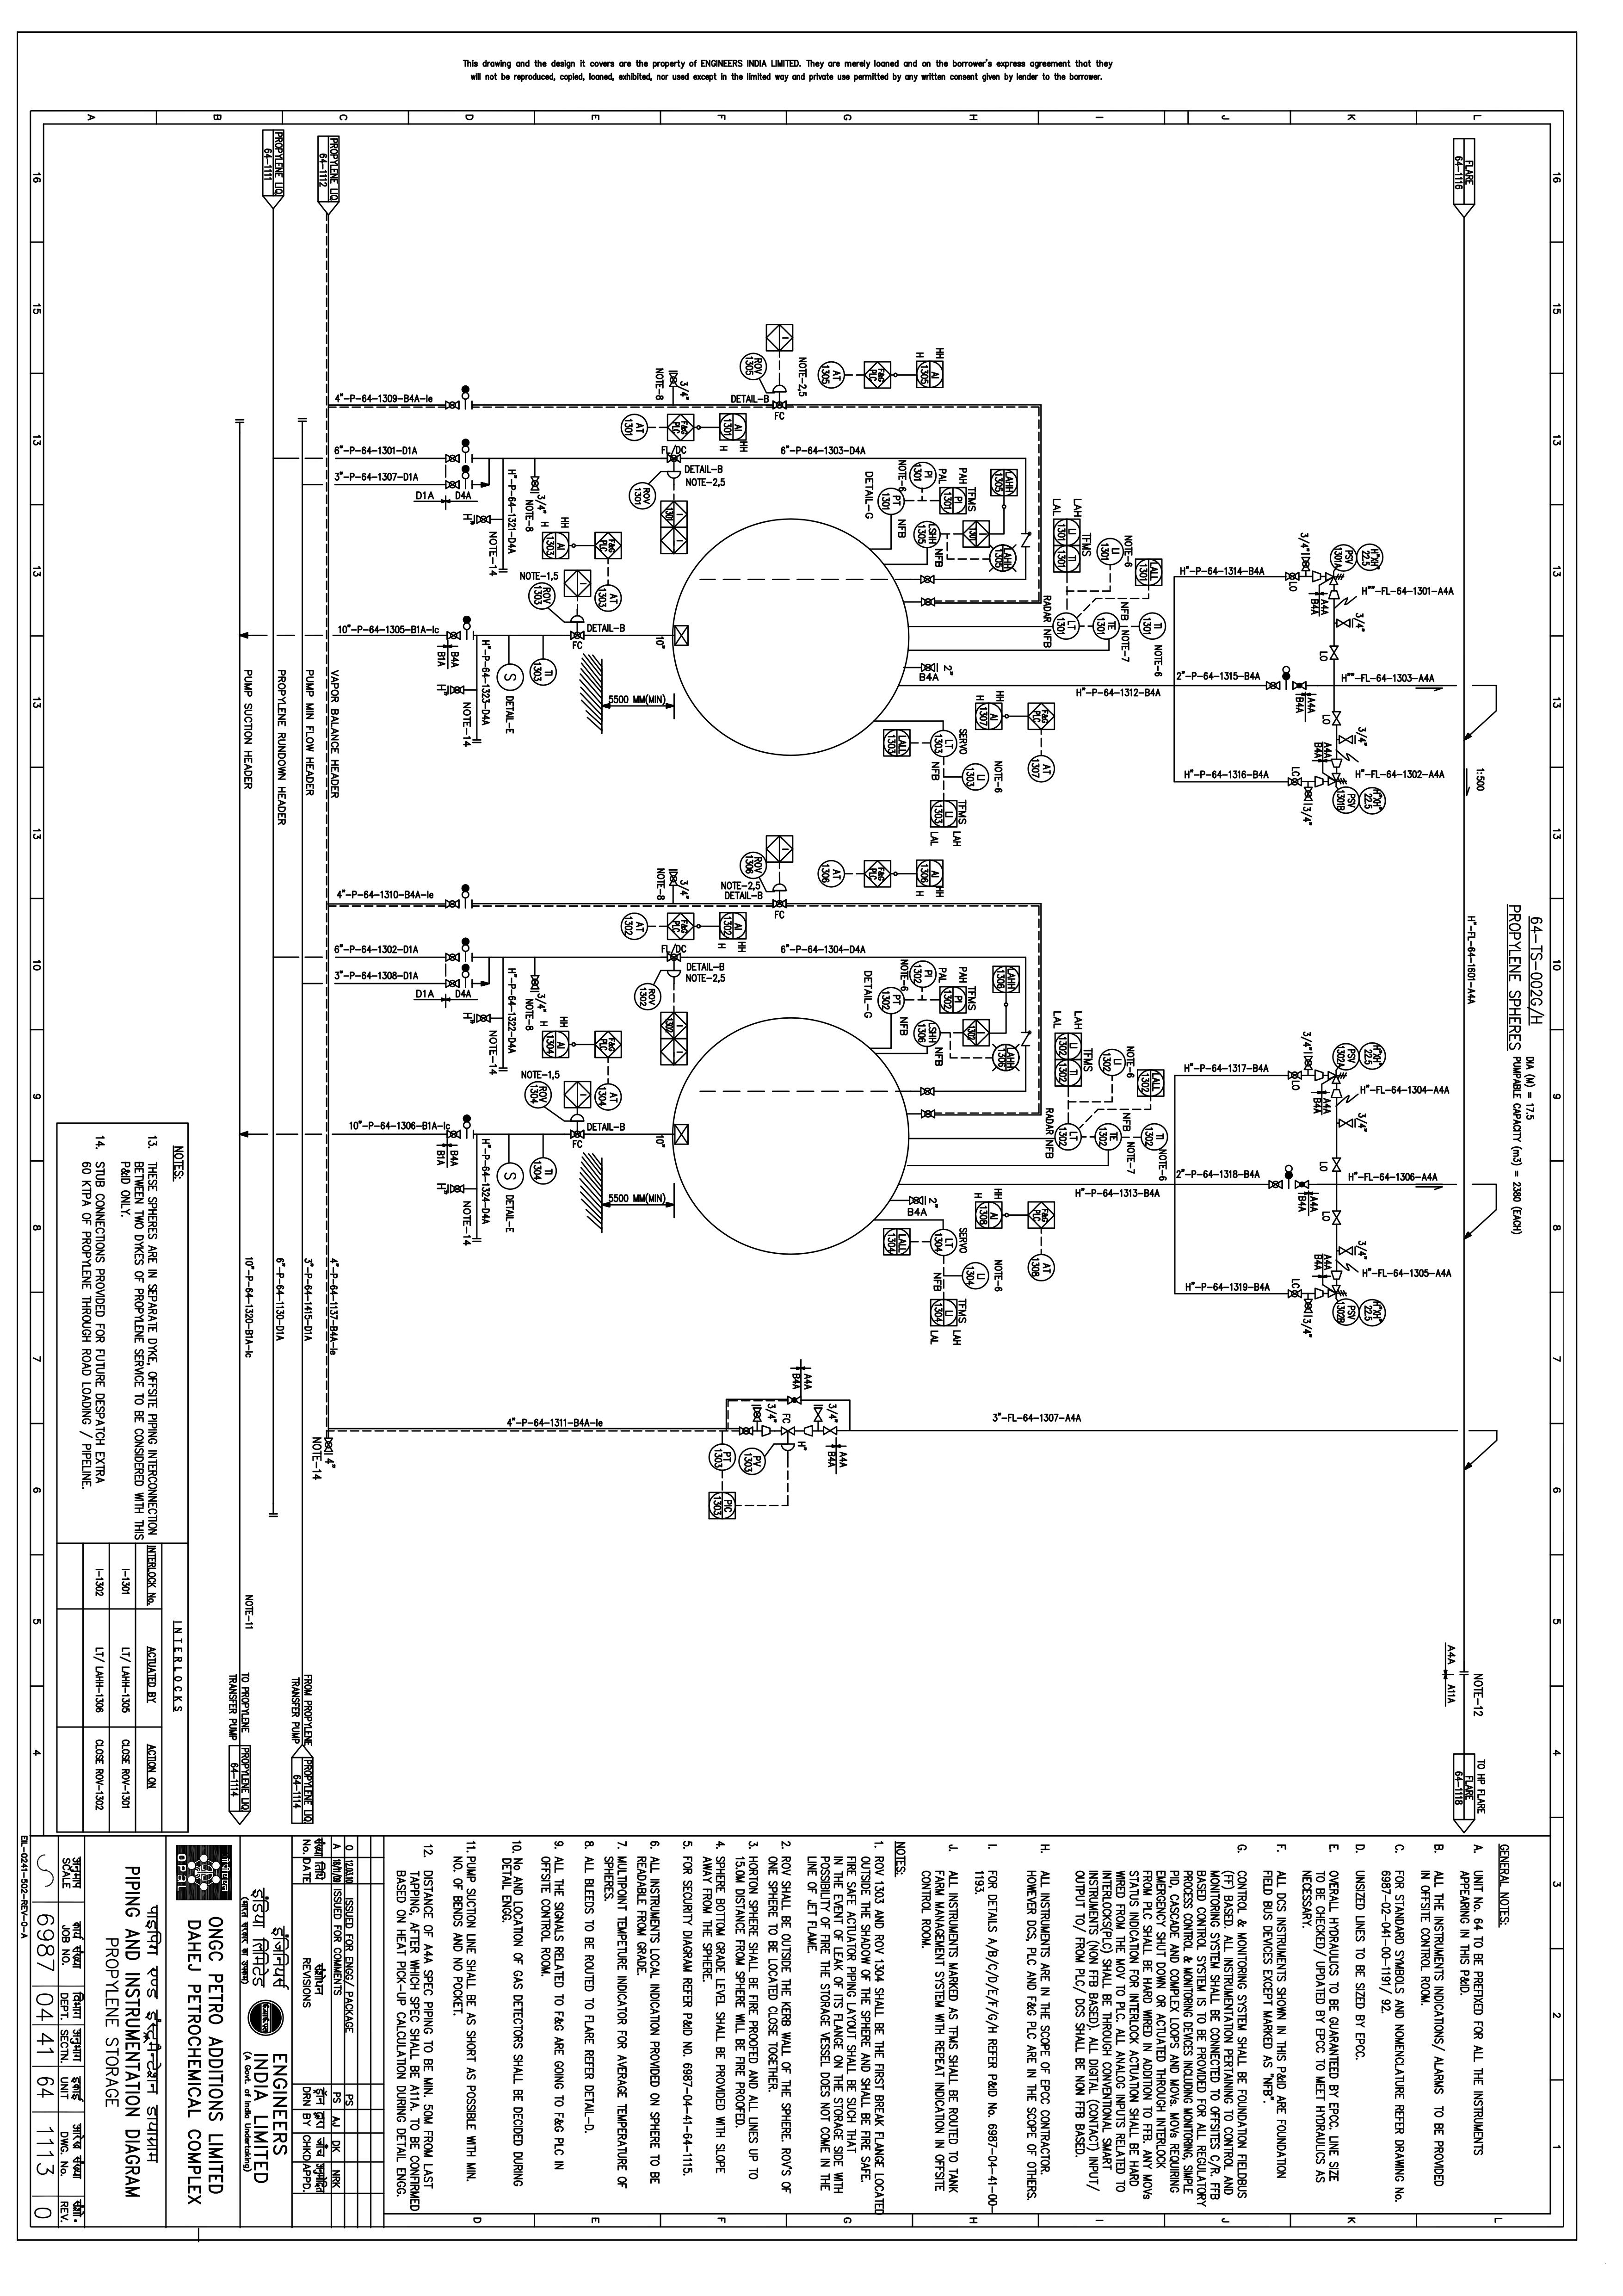 This drawing and the design it covers are the property of ENGINEERS INDIA LIMITED. They are merely loaned and on the borrower's express agreement that they
will not be reproduced, copied, loaned, exhibited, nor used except in the limited way and private use permitted by any written consent given by lender to the borrower.
FLARE
64-1116
PROPYLENE LIQ
64-1112
PROPYLENE LIQ
64-1111
64-TS-002G/H
PROPYLENE SPHERES
DIA (M) = 17.5
PUMPABLE CAPACITY (m3) = 2380 (EACH)
H"-FL-64-1601-A4A
1:500
NOTE-12
A4A
A11A
TO HP FLARE
FLARE
64-1118
H"-P-64-1314-B4A
H""-FL-64-1301-A4A
2"-P-64-1315-B4A
H""-FL-64-1303-A4A
H"-P-64-1316-B4A
H"-FL-64-1302-A4A
H"-P-64-1312-B4A
PSV
1301A
PSV
1301B
H"XH"
22.5
H"-P-64-1317-B4A
H"-FL-64-1304-A4A
2"-P-64-1318-B4A
H"-FL-64-1306-A4A
H"-P-64-1319-B4A
H"-FL-64-1305-A4A
H"-P-64-1313-B4A
PSV
1302A
PSV
1302B
H"XH"
22.5
4"-P-64-1309-B4A-Ie
6"-P-64-1301-D1A
3"-P-64-1307-D1A
6"-P-64-1303-D4A
H"-P-64-1321-D4A
10"-P-64-1305-B1A-Ic
H"-P-64-1323-D4A
ROV
1305
ROV
1301
ROV
1303
NOTE-2,5
DETAIL-B
NOTE-8
NOTE-14
NOTE-1,5
DETAIL-E
DETAIL-G
5500 MM(MIN)
RADAR
SERVO
TFMS
NFB
NOTE-6
NOTE-7
4"-P-64-1310-B4A-Ie
6"-P-64-1302-D1A
3"-P-64-1308-D1A
6"-P-64-1304-D4A
H"-P-64-1322-D4A
10"-P-64-1306-B1A-Ic
H"-P-64-1324-D4A
ROV
1306
ROV
1302
ROV
1304
NOTE-2,5
DETAIL-B
NOTE-8
NOTE-14
NOTE-1,5
DETAIL-E
DETAIL-G
5500 MM(MIN)
RADAR
SERVO
TFMS
NFB
NOTE-6
NOTE-7
4"-P-64-1311-B4A-Ie
3"-FL-64-1307-A4A
PT
1303
PV
1303
PIC
1303
VAPOR BALANCE HEADER
PUMP MIN FLOW HEADER
PROPYLENE RUNDOWN HEADER
PUMP SUCTION HEADER
4"-P-64-1137-B4A-Ie
3"-P-64-1415-D1A
6"-P-64-1130-D1A
10"-P-64-1320-B1A-Ic
NOTE-14
NOTE-11
FROM PROPYLENE
TRANSFER PUMP
PROPYLENE LIQ
64-1114
TO PROPYLENE
TRANSFER PUMP
PROPYLENE LIQ
64-1114
NOTES:
13. THESE SPHERES ARE IN SEPARATE DYKE, OFFSITE PIPING INTERCONNECTION
BETWEEN TWO DYKES OF PROPYLENE SERVICE TO BE CONSIDERED WITH THIS
P&ID ONLY.
14. STUB CONNECTIONS PROVIDED FOR FUTURE DESPATCH EXTRA
60 KTPA OF PROPYLENE THROUGH ROAD LOADING / PIPELINE.
INTERLOCKS
INTERLOCK No. ACTUATED BY ACTION ON
I-1301 LT/ LAHH-1305 CLOSE ROV-1301
I-1302 LT/ LAHH-1306 CLOSE ROV-1302
GENERAL NOTES:
A. UNIT No. 64 TO BE PREFIXED FOR ALL THE INSTRUMENTS
APPEARING IN THIS P&ID.
B. ALL THE INSTRUMENTS INDICATIONS/ ALARMS TO BE PROVIDED
IN OFFSITE CONTROL ROOM.
C. FOR STANDARD SYMBOLS AND NOMENCLATURE REFER DRAWING No.
6987-02-41-00-1191/ 92.
D. UNSIZED LINES TO BE SIZED BY EPCC.
E. OVERALL HYDRAULICS TO BE GUARANTEED BY EPCC. LINE SIZE
TO BE CHECKED/ UPDATED BY EPCC TO MEET HYDRAULICS AS
NECESSARY.
F. ALL DCS INSTRUMENTS SHOWN IN THIS P&ID ARE FOUNDATION
FIELD BUS DEVICES EXCEPT MARKED AS "NFB".
G. CONTROL & MONITORING SYSTEM SHALL BE FOUNDATION FIELDBUS
(FF) BASED. ALL INSTRUMENTATION PERTAINING TO CONTROL AND
MONITORING SYSTEM SHALL BE CONNECTED TO OFFSITES C/R. FFB
BASED CONTROL SYSTEM IS TO BE PROVIDED FOR ALL REGULATORY
PROCESS CONTROL & MONITORING DEVICES INCLUDING MONITORING, SIMPLE
PID, CASCADE AND COMPLEX LOOPS AND MOVs. MOVs REQUIRING
EMERGENCY SHUT DOWN OR ACTUATED THROUGH INTERLOCK
FROM PLC SHALL BE HARD WIRED IN ADDITION TO FFB. ANY MOVs
STATUS INDICATION FOR INTERLOCK ACTUATION SHALL BE HARD
WIRED FROM THE MOV TO PLC. ALL ANALOG INPUTS RELATED TO
INTERLOCKS(PLC) SHALL BE THROUGH CONVENTIONAL SMART
INSTRUMENTS (NON FFB BASED). ALL DIGITAL (CONTACT) INPUT/
OUTPUT TO/ FROM PLC/ DCS SHALL BE NON FFB BASED.
H. ALL INSTRUMENTS ARE IN THE SCOPE OF EPCC CONTRACTOR.
HOWEVER DCS, PLC AND F&G PLC ARE IN THE SCOPE OF OTHERS.
I. FOR DETAILS A/B/C/D/E/F/G/H REFER P&ID No. 6987-04-41-00-
1193.
J. ALL INSTRUMENTS MARKED AS TFMS SHALL BE ROUTED TO TANK
FARM MANAGEMENT SYSTEM WITH REPEAT INDICATION IN OFFSITE
CONTROL ROOM.
NOTES:
1. ROV 1303 AND ROV 1304 SHALL BE THE FIRST BREAK FLANGE LOCATED
OUTSIDE THE SHADOW OF THE SPHERE AND SHALL BE FIRE SAFE.
FIRE SAFE ACTUATOR PIPING LAYOUT SHALL BE SUCH THAT
IN THE EVENT OF LEAK OF ITS FLANGE ON THE STORAGE SIDE WITH
POSSIBILITY OF FIRE THE STORAGE VESSEL DOES NOT COME IN THE
LINE OF JET FLAME.
2. ROV SHALL BE OUTSIDE THE KERB WALL OF THE SPHERE. ROV'S OF
ONE SPHERE TO BE LOCATED CLOSE TOGETHER.
3. HORTON SPHERE SHALL BE FIRE PROOFED AND ALL LINES UP TO
15.0M DISTANCE FROM SPHERE WILL BE FIRE PROOFED.
4. SPHERE BOTTOM GRADE LEVEL SHALL BE PROVIDED WITH SLOPE
AWAY FROM THE SPHERE.
5. FOR SECURITY DIAGRAM REFER P&ID NO. 6987-04-41-64-1115.
6. ALL INSTRUMENTS LOCAL INDICATION PROVIDED ON SPHERE TO BE
READABLE FROM GRADE.
7. MULTIPOINT TEMPETURE INDICATOR FOR AVERAGE TEMPERATURE OF
SPHERES.
8. ALL BLEEDS TO BE ROUTED TO FLARE REFER DETAIL-D.
9. ALL THE SIGNALS RELATED TO F&G ARE GOING TO F&G PLC IN
OFFSITE CONTROL ROOM.
10. No AND LOCATION OF GAS DETECTORS SHALL BE DECIDED DURING
DETAIL ENGG.
11. PUMP SUCTION LINE SHALL BE AS SHORT AS POSSIBLE WITH MIN.
NO. OF BENDS AND NO POCKET.
12. DISTANCE OF A4A SPEC PIPING TO BE MIN. 50M FROM LAST
TAPPING, AFTER WHICH SPEC SHALL BE A11A. TO BE CONFIRMED
BASED ON HEAT PICK-UP CALCULATION DURING DETAIL ENGG.
0 ISSUED FOR ENGG/ PACKAGE PS
A ISSUED FOR COMMENTS PS AJ DK NRK
No. DATE REVISIONS DRN BY CHKD APPD.
इंजिनियर्स
इंडिया लिमिटेड
(भारत सरकार का उपक्रम)
ENGINEERS
INDIA LIMITED
(A Govt. of India Undertaking)
OPaL
ONGC PETRO ADDITIONS LIMITED
DAHEJ PETROCHEMICAL COMPLEX
पाइपिंग एण्ड इंस्ट्रूमेन्टेशन डायाग्राम
PIPING AND INSTRUMENTATION DIAGRAM
PROPYLENE STORAGE
SCALE JOB NO. DEPT. SECTN. UNIT DWG. No. REV.
6987 04 41 64 1113 0
EIL-0241-502-REV-0-A